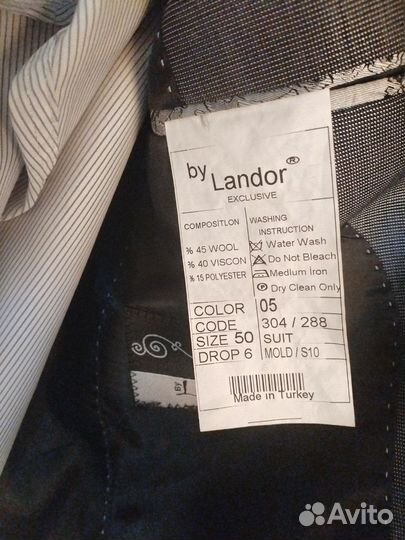 by Landor®
EXCLUSIVE
COMPOSITION WASHING INSTRUCTION
% 45 WOOL Water Wash
% 40 VISCON Do Not Bleach
% 15 POLYESTER Medium Iron
Dry Clean Only
COLOR 05
CODE 304 / 288
SIZE 50 SUIT
DROP 6 MOLD / S10
Made in Turkey
By
Avito